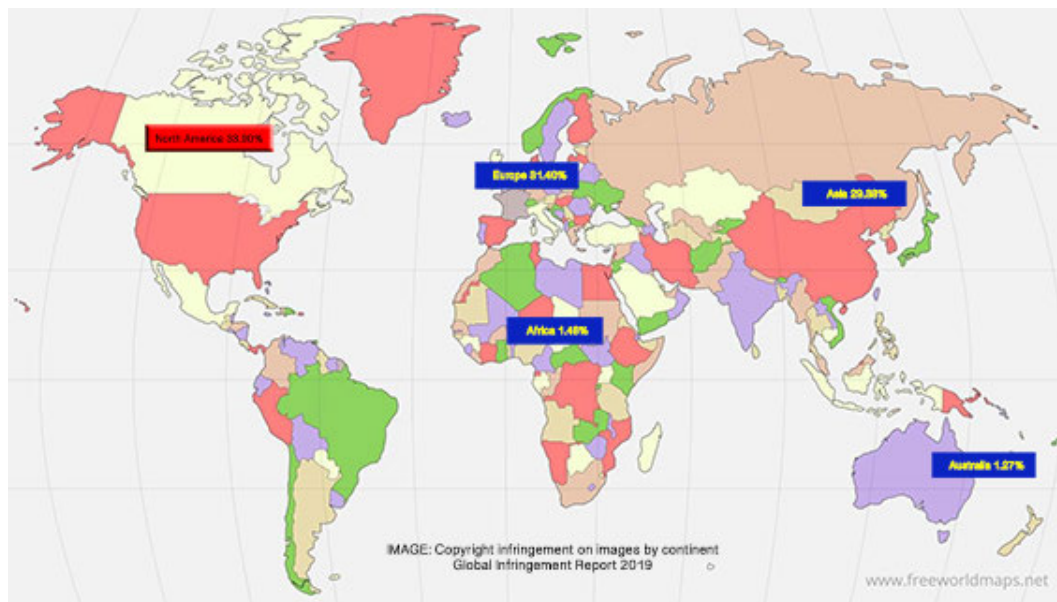 North America 33.90%
Europe 31.40%
Asia 29.38%
Africa 1.48%
Australia 1.27%
IMAGE: Copyright infringement on images by continent
Global Infringement Report 2019
www.freeworldmaps.net